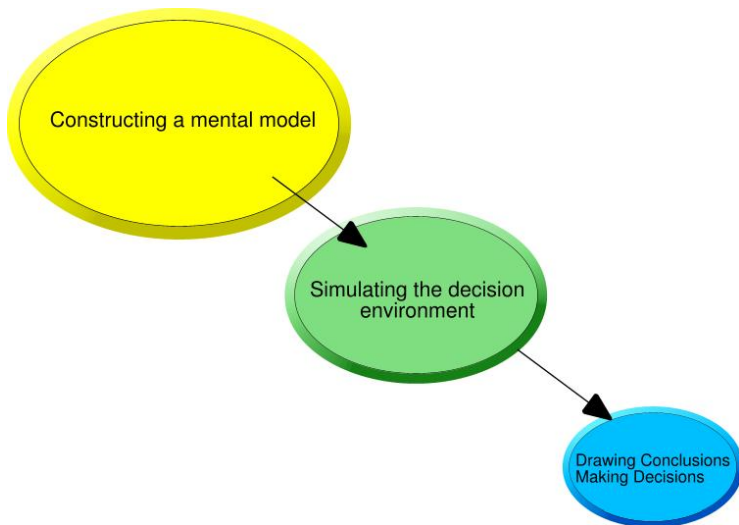 Constructing a mental model
Simulating the decision
environment
Drawing Conclusions
Making Decisions